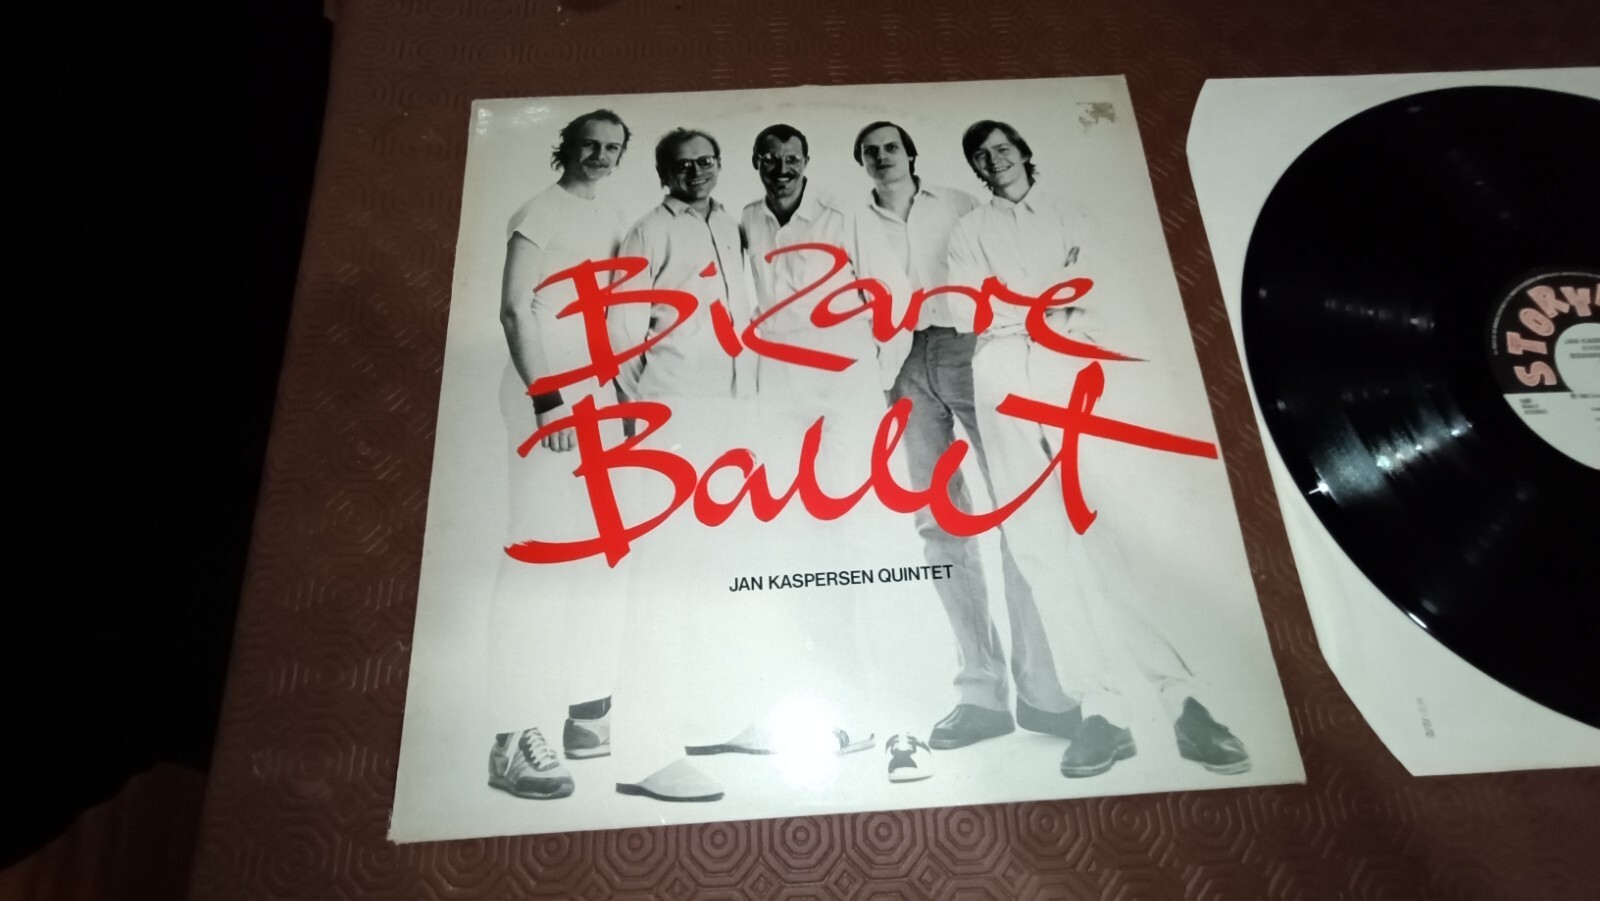 Bizarre
Ballet
JAN KASPERSEN QUINTET
STORY